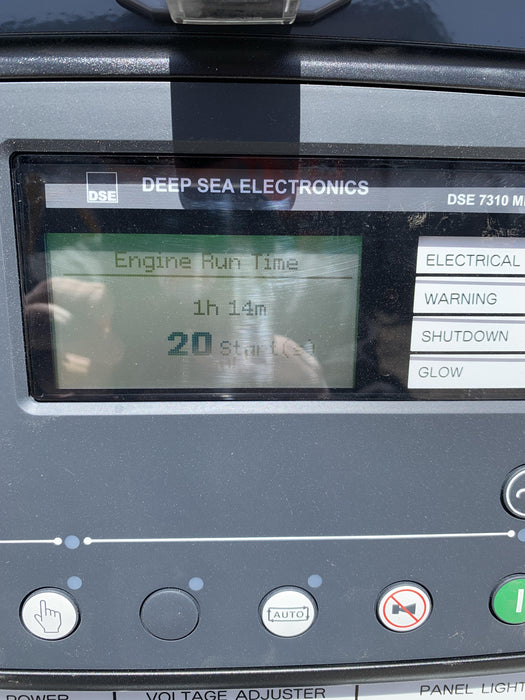 DSE
DEEP SEA ELECTRONICS
DSE 7310 M
Engine Run Time
1h 14m
20 Start(s)
ELECTRICAL
WARNING
SHUTDOWN
GLOW
AUTO
I
POWER
VOLTAGE ADJUSTER
PANEL LIGHT